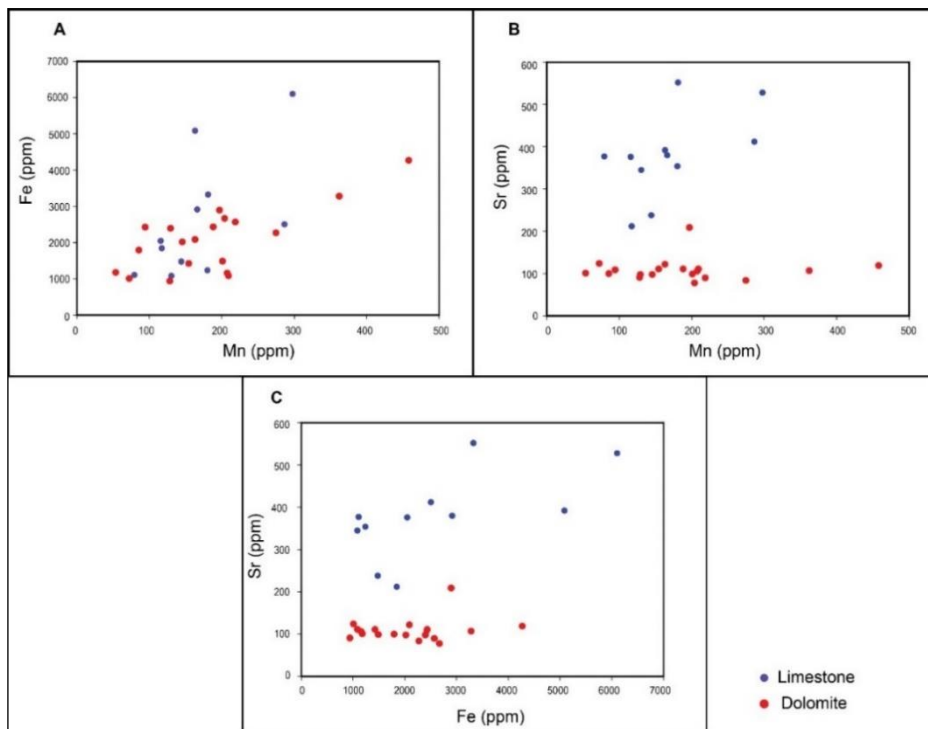 A
7000
6000
5000
4000
3000
2000
1000
0
Fe (ppm)
0 100 200 300 400 500
Mn (ppm)
B
600
500
400
300
200
100
0
Sr (ppm)
0 100 200 300 400 500
Mn (ppm)
C
600
500
400
300
200
100
0
Sr (ppm)
0 1000 2000 3000 4000 5000 6000 7000
Fe (ppm)
Limestone
Dolomite